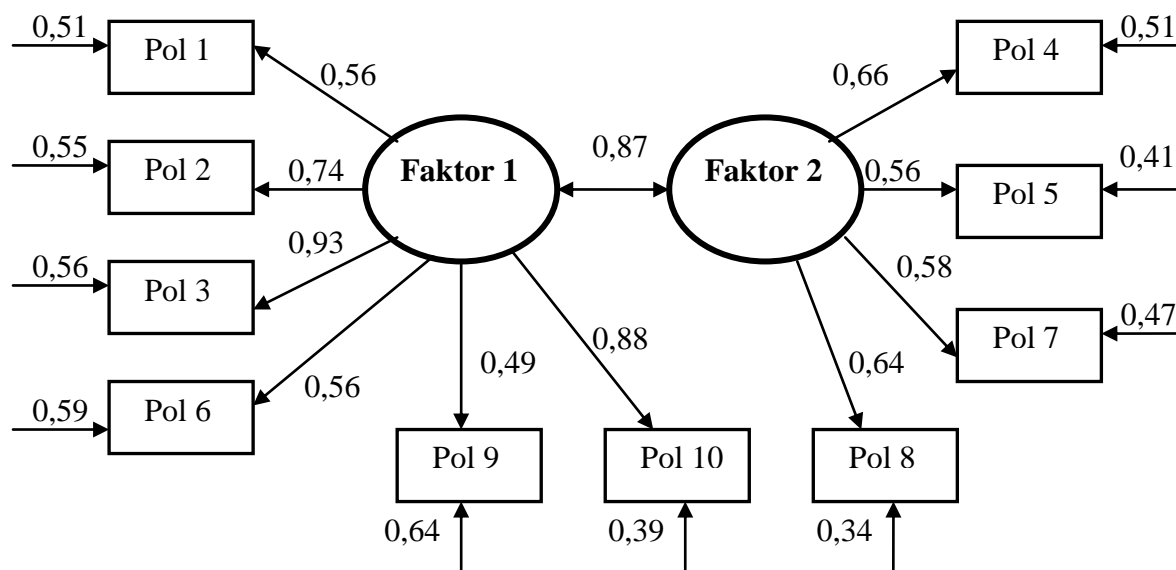 0,51
Pol 1
0,56
Pol 4
0,51
0,66
0,55
Pol 2
0,74
Faktor 1
0,87
Faktor 2
0,56
Pol 5
0,41
0,56
Pol 3
0,93
0,58
Pol 7
0,47
0,59
Pol 6
0,56
0,49
0,88
0,64
Pol 9
Pol 10
Pol 8
0,64
0,39
0,34